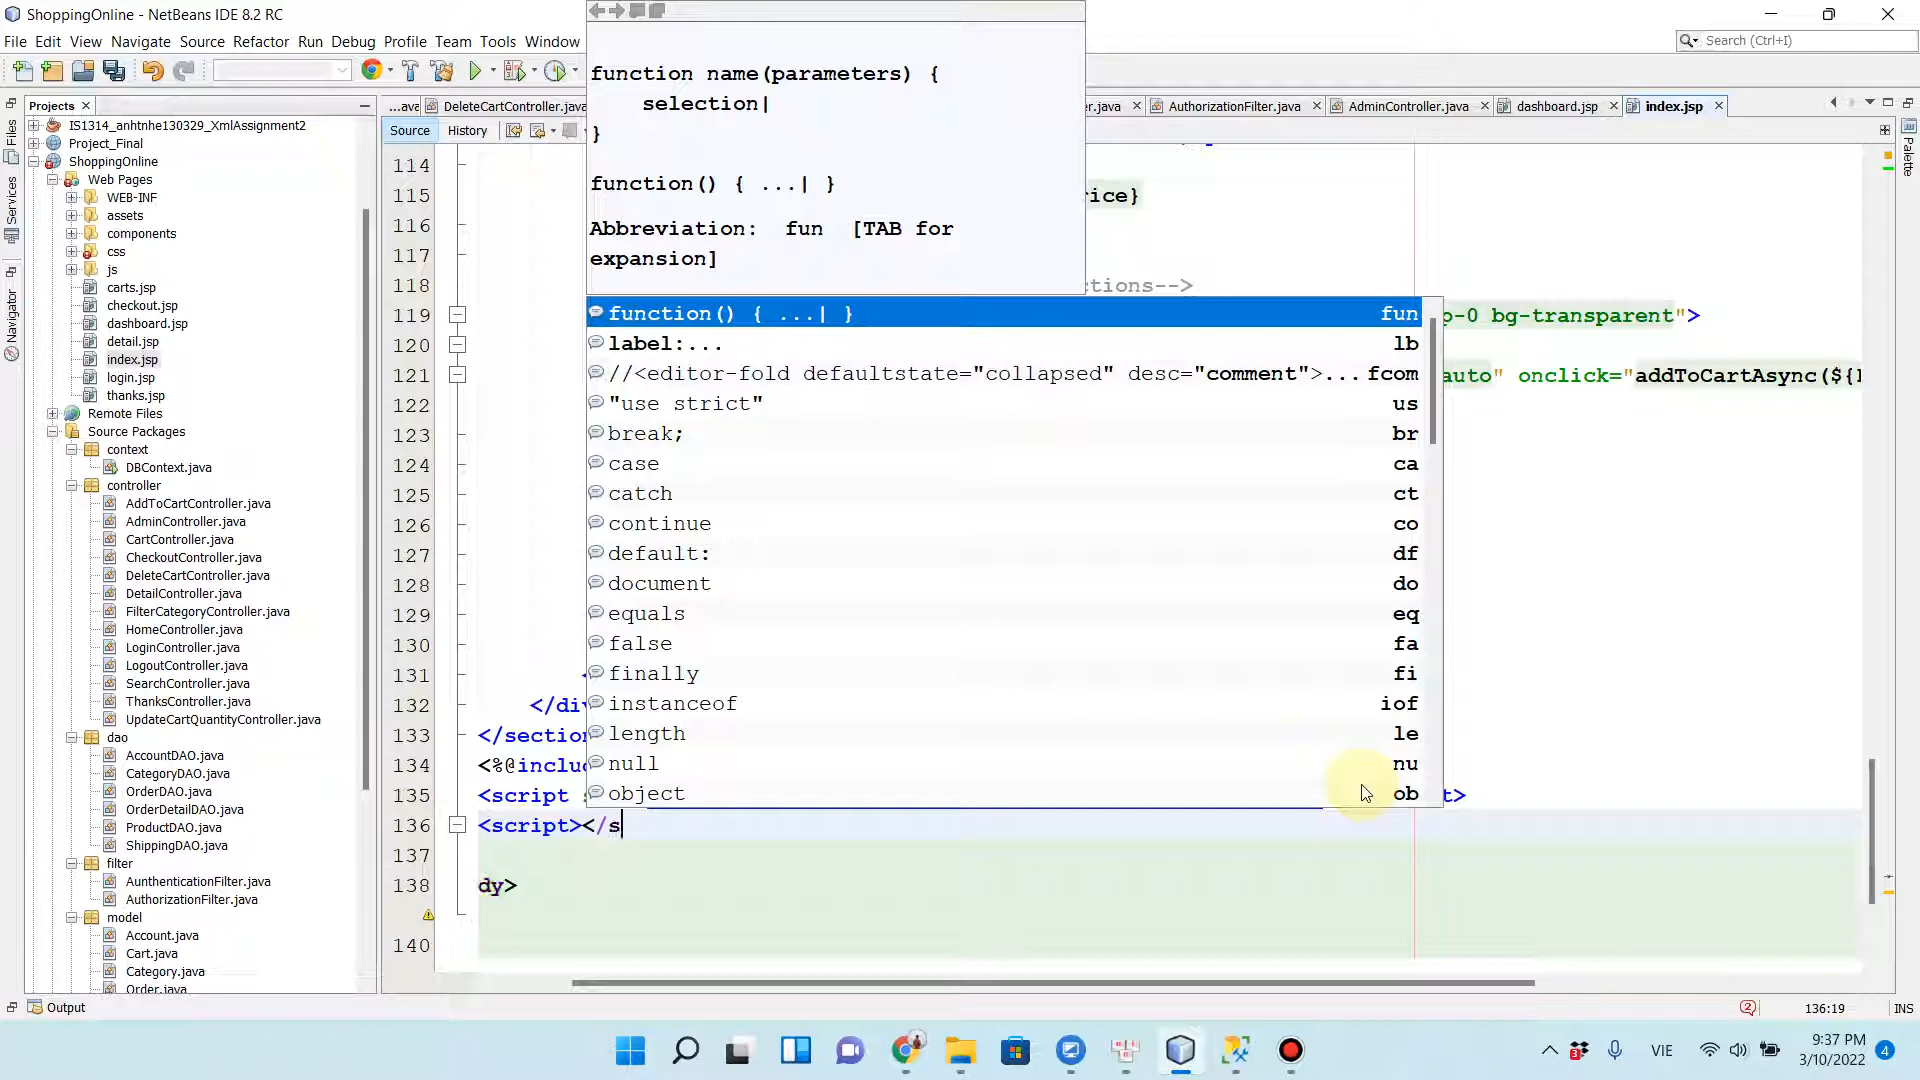 ShoppingOnline - NetBeans IDE 8.2 RC
File Edit View Navigate Source Refactor Run Debug Profile Team Tools Window
Search (Ctrl+I)
Projects
...ava
DeleteCartController.java
.java
AuthorizationFilter.java
AdminController.java
dashboard.jsp
index.jsp
Source
History
Files
Services
Navigator
Palette
IS1314_anhtnhe130329_XmlAssignment2
Project_Final
ShoppingOnline
Web Pages
WEB-INF
assets
components
css
js
carts.jsp
checkout.jsp
dashboard.jsp
detail.jsp
index.jsp
login.jsp
thanks.jsp
Remote Files
Source Packages
context
DBContext.java
controller
AddToCartController.java
AdminController.java
CartController.java
CheckoutController.java
DeleteCartController.java
DetailController.java
FilterCategoryController.java
HomeController.java
LoginController.java
LogoutController.java
SearchController.java
ThanksController.java
UpdateCartQuantityController.java
dao
AccountDAO.java
CategoryDAO.java
OrderDAO.java
OrderDetailDAO.java
ProductDAO.java
ShippingDAO.java
filter
AunthenticationFilter.java
AuthorizationFilter.java
model
Account.java
Cart.java
Category.java
Order.java
function name(parameters) {
selection|
}
function() { ...| }
Abbreviation: fun [TAB for
expansion]
function() { ...| } fun
label:... lb
//<editor-fold defaultstate="collapsed" desc="comment">... fcom
"use strict" us
break; br
case ca
catch ct
continue co
default: df
document do
equals eq
false fa
finally fi
instanceof iof
length le
null nu
object ob
114
115 ice}
116
117
118 ctions-->
119 p-0 bg-transparent">
120
121 auto" onclick="addToCartAsync(${
122
123
124
125
126
127
128
129
130
131 <
132 </div
133 </section
134 <%@include
135 <script s t>
136 <script></s
137
138 dy>
140
Output
136:19
INS
VIE
9:37 PM
3/10/2022
4